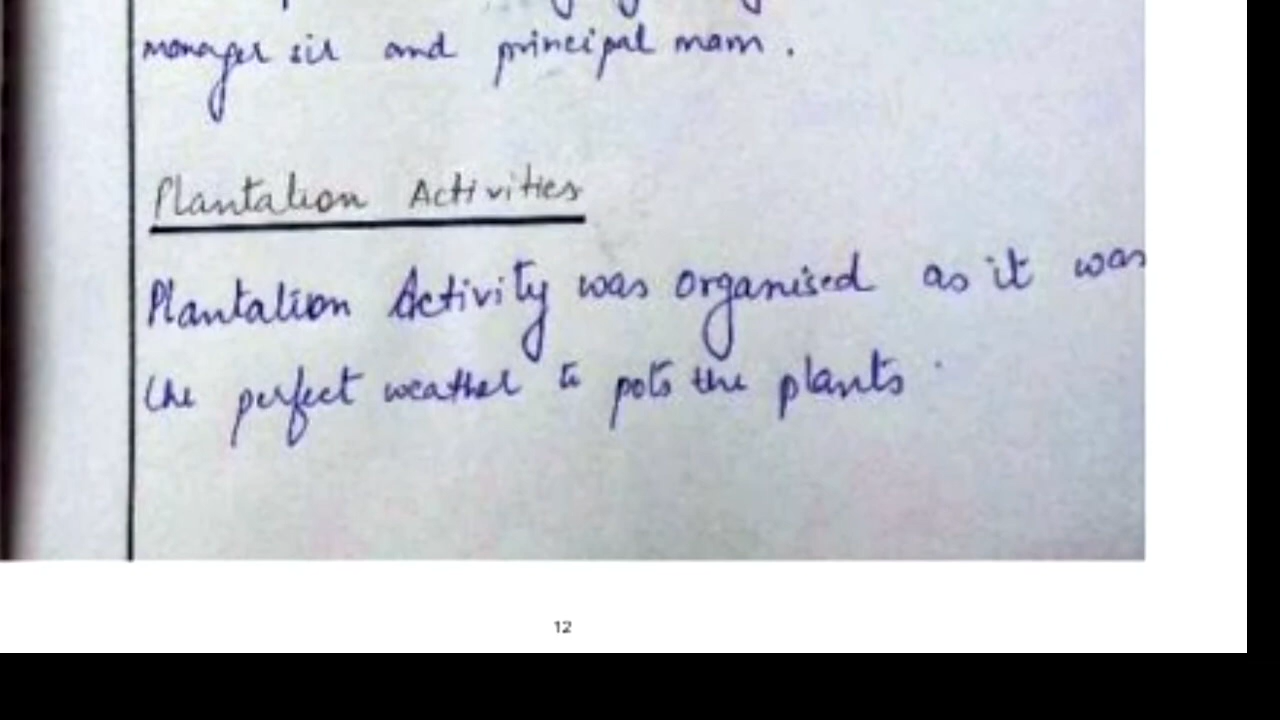 manager sir and principal mam.
Plantation Activities
Plantation Activity was organised as it was
the perfect weather to pots the plants.
12